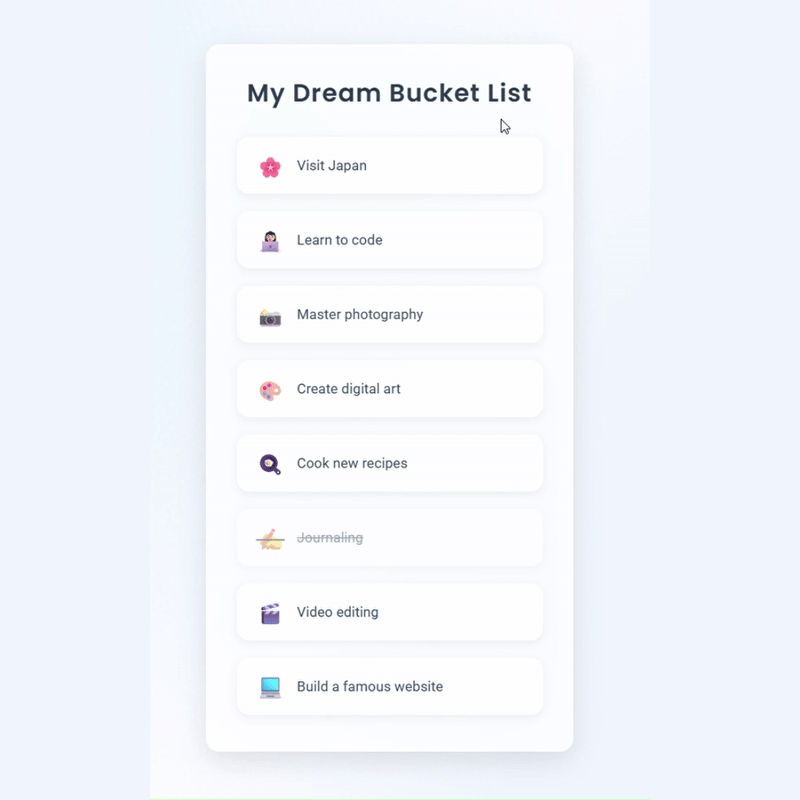 My Dream Bucket List
Visit Japan
Learn to code
Master photography
Create digital art
Cook new recipes
Journaling
Video editing
Build a famous website